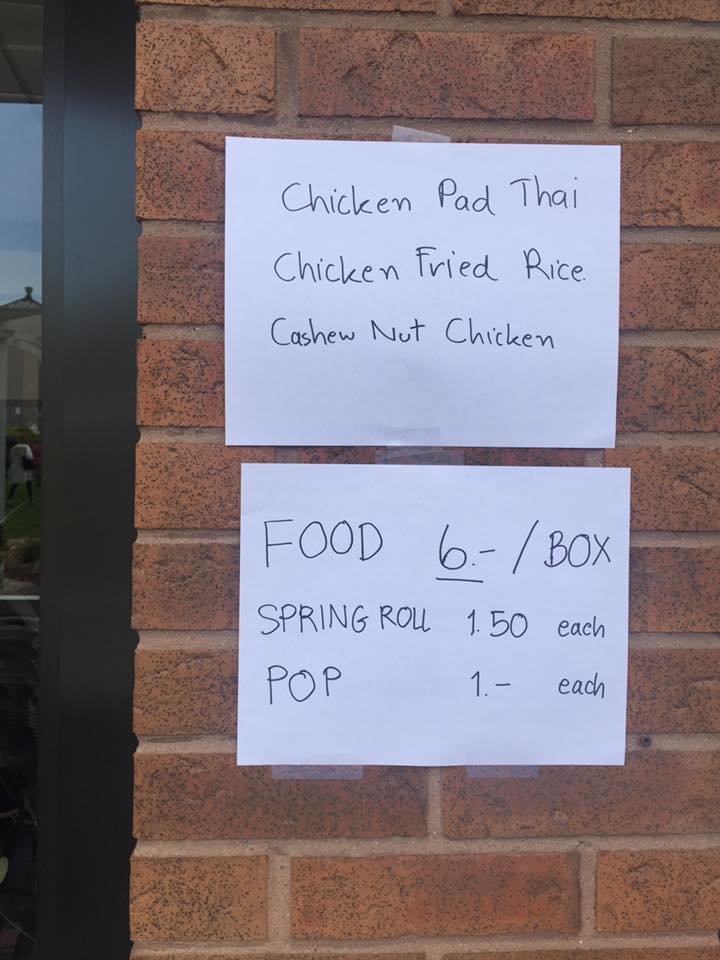 Chicken Pad Thai
Chicken Fried Rice.
Cashew Nut Chicken
FOOD 6.- / BOX
SPRING ROLL 1.50 each
POP 1.- each